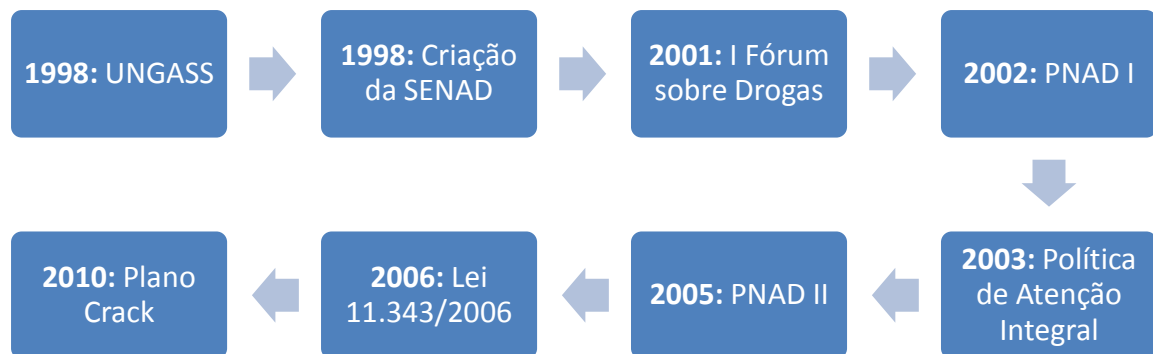 1998: UNGASS
1998: Criação
da SENAD
2001: I Fórum
sobre Drogas
2002: PNAD I
2003: Política
de Atenção
Integral
2005: PNAD II
2006: Lei
11.343/2006
2010: Plano
Crack